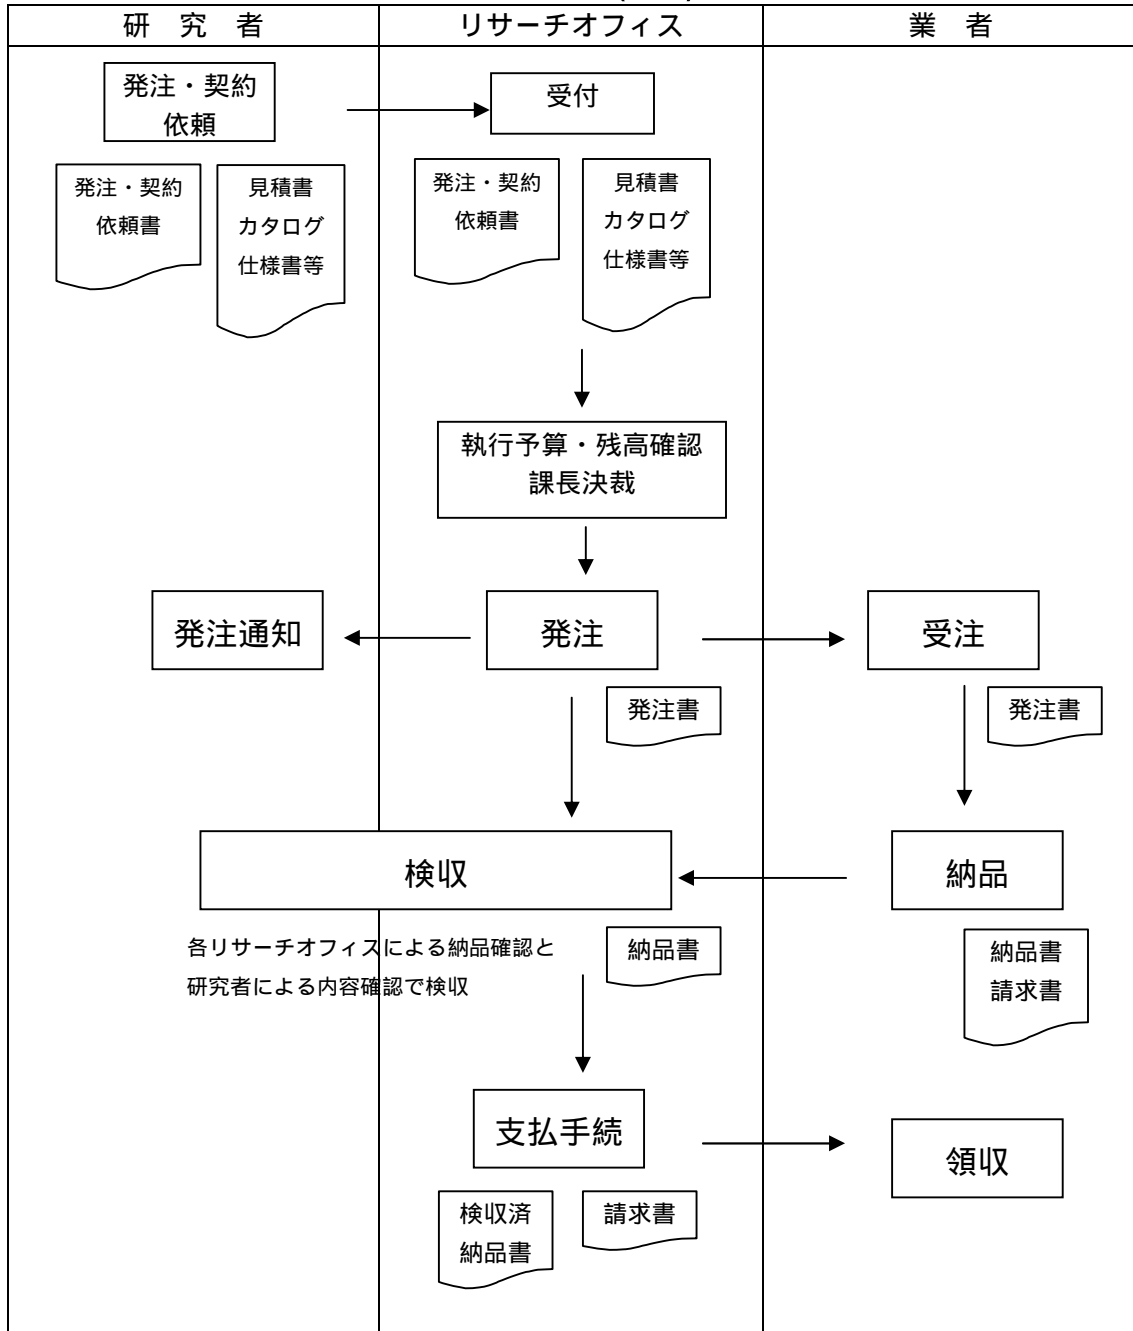 研　究　者
リサーチオフィス
業　者
発注・契約
依頼
受付
発注・契約
依頼書
見積書
カタログ
仕様書等
発注・契約
依頼書
見積書
カタログ
仕様書等
執行予算・残高確認
課長決裁
発注通知
発注
受注
発注書
発注書
検収
納品
各リサーチオフィスによる納品確認と
研究者による内容確認で検収
納品書
納品書
請求書
支払手続
領収
検収済
納品書
請求書